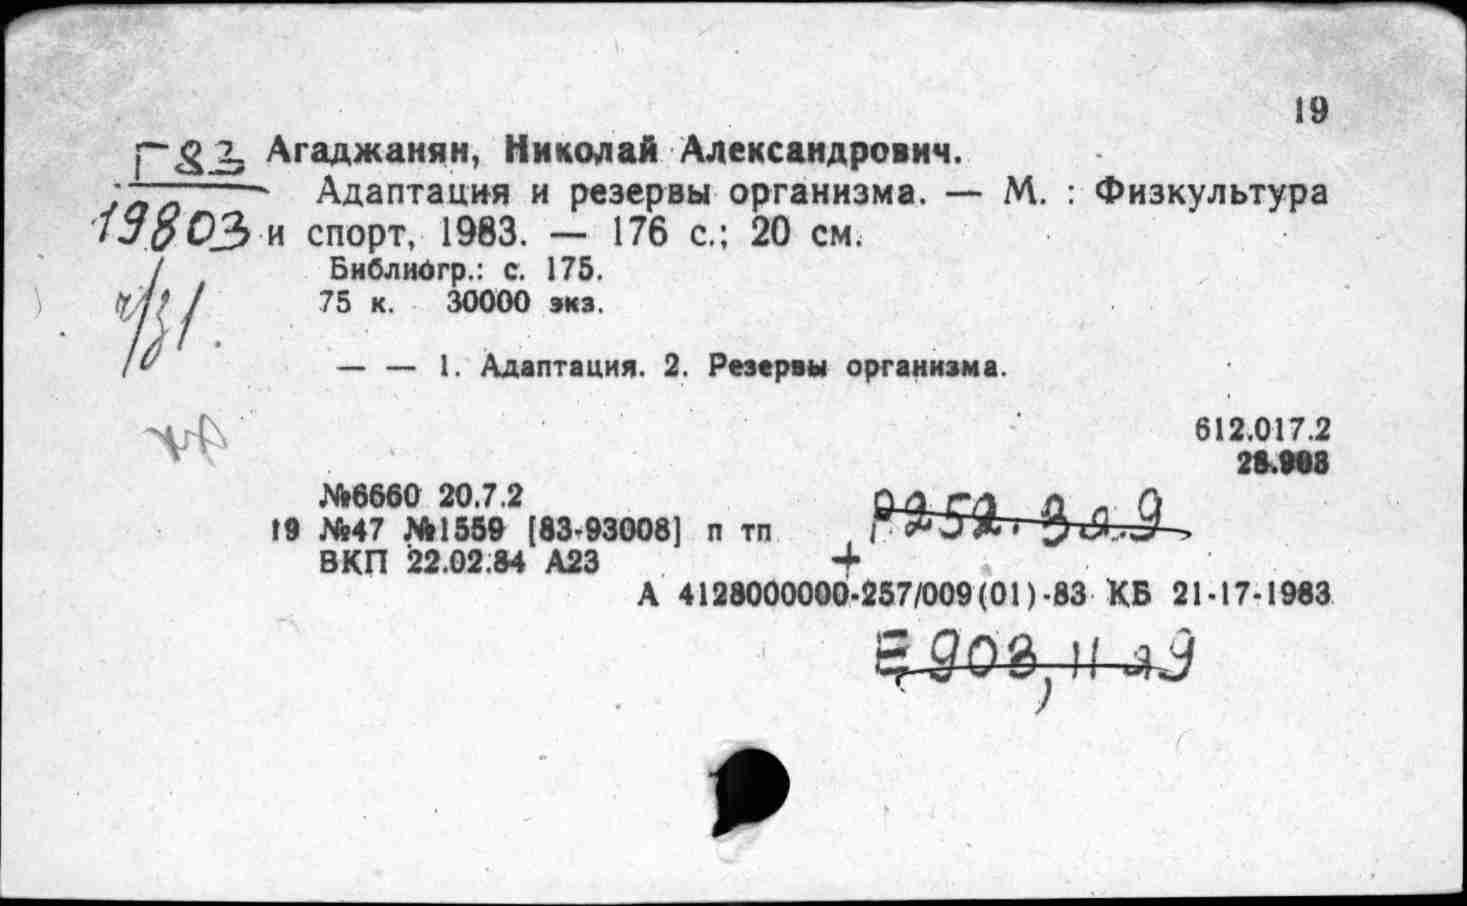 19
Г 83 Агаджанян, Николай Александрович.
19803
Адаптация и резервы организма. — М. : Физкультура
и спорт, 1983. — 176 с.; 20 см.
Библиогр.: с. 175.
75 к. 30000 экз.
— — 1. Адаптация. 2. Резервы организма.
612.017.2
28.903
№6660 20.7.2
19 №47 №1559 [83-93008] п тп
ВКП 22.02.84 А23 +
А 4128000000-257/009(01)-83 КБ 21-17-1983